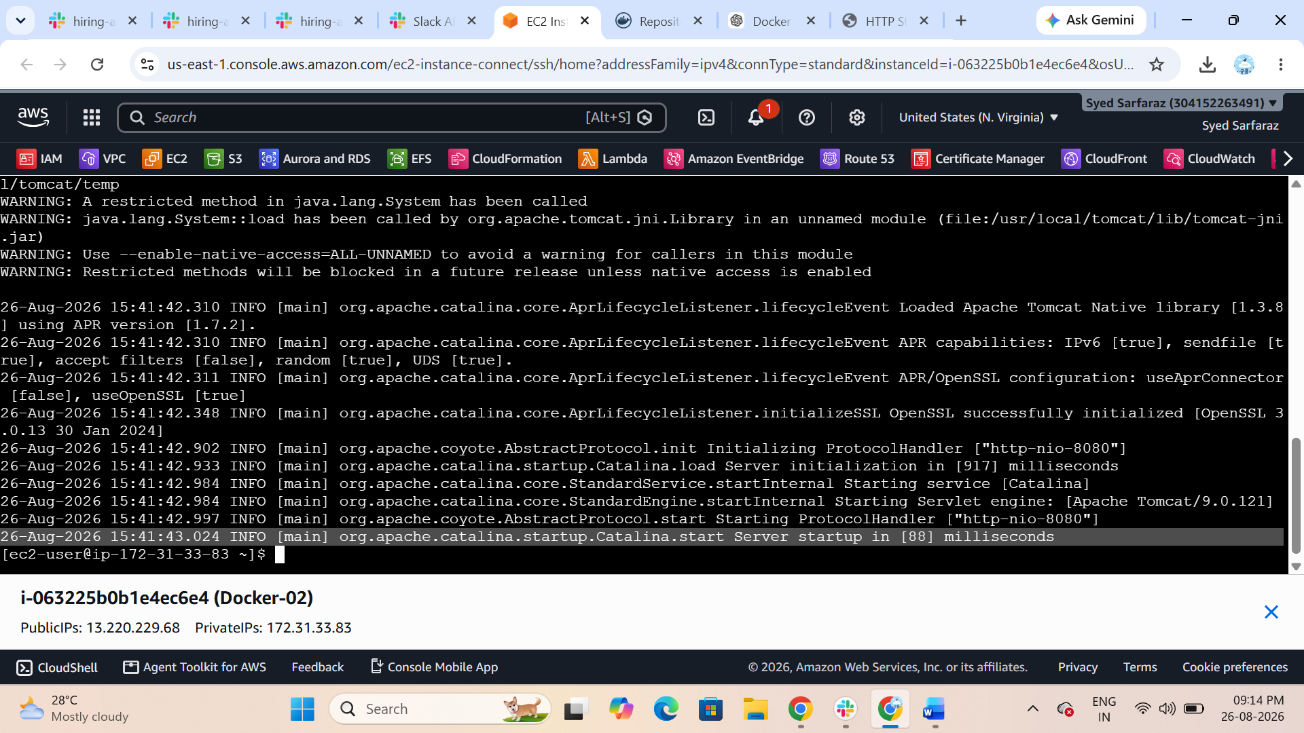 hiring-a
hiring-a
hiring-a
Slack A
EC2 Ins
Reposit
Docker
HTTP S
Ask Gemini
us-east-1.console.aws.amazon.com/ec2-instance-connect/ssh/home?addressFamily=ipv4&connType=standard&instanceId=i-063225b0b1e4ec6e4&osU...
aws
Search
[Alt+S]
1
United States (N. Virginia) ▼
Syed Sarfaraz (304152263491) ▼
Syed Sarfaraz
IAM
VPC
EC2
S3
Aurora and RDS
EFS
CloudFormation
Lambda
Amazon EventBridge
Route 53
Certificate Manager
CloudFront
CloudWatch
l/tomcat/temp
WARNING: A restricted method in java.lang.System has been called
WARNING: java.lang.System::load has been called by org.apache.tomcat.jni.Library in an unnamed module (file:/usr/local/tomcat/lib/tomcat-jni
.jar)
WARNING: Use --enable-native-access=ALL-UNNAMED to avoid a warning for callers in this module
WARNING: Restricted methods will be blocked in a future release unless native access is enabled
26-Aug-2026 15:41:42.310 INFO [main] org.apache.catalina.core.AprLifecycleListener.lifecycleEvent Loaded Apache Tomcat Native library [1.3.8
] using APR version [1.7.2].
26-Aug-2026 15:41:42.310 INFO [main] org.apache.catalina.core.AprLifecycleListener.lifecycleEvent APR capabilities: IPv6 [true], sendfile [t
rue], accept filters [false], random [true], UDS [true].
26-Aug-2026 15:41:42.311 INFO [main] org.apache.catalina.core.AprLifecycleListener.lifecycleEvent APR/OpenSSL configuration: useAprConnector
[false], useOpenSSL [true]
26-Aug-2026 15:41:42.348 INFO [main] org.apache.catalina.core.AprLifecycleListener.initializeSSL OpenSSL successfully initialized [OpenSSL 3
.0.13 30 Jan 2024]
26-Aug-2026 15:41:42.902 INFO [main] org.apache.coyote.AbstractProtocol.init Initializing ProtocolHandler ["http-nio-8080"]
26-Aug-2026 15:41:42.933 INFO [main] org.apache.catalina.startup.Catalina.load Server initialization in [917] milliseconds
26-Aug-2026 15:41:42.984 INFO [main] org.apache.catalina.core.StandardService.startInternal Starting service [Catalina]
26-Aug-2026 15:41:42.984 INFO [main] org.apache.catalina.core.StandardEngine.startInternal Starting Servlet engine: [Apache Tomcat/9.0.121]
26-Aug-2026 15:41:42.997 INFO [main] org.apache.coyote.AbstractProtocol.start Starting ProtocolHandler ["http-nio-8080"]
26-Aug-2026 15:41:43.024 INFO [main] org.apache.catalina.startup.Catalina.start Server startup in [88] milliseconds
[ec2-user@ip-172-31-33-83 ~]$
i-063225b0b1e4ec6e4 (Docker-02)
PublicIPs: 13.220.229.68 PrivateIPs: 172.31.33.83
CloudShell
Agent Toolkit for AWS
Feedback
Console Mobile App
© 2026, Amazon Web Services, Inc. or its affiliates.
Privacy
Terms
Cookie preferences
28°C
Mostly cloudy
Search
ENG
IN
09:14 PM
26-08-2026